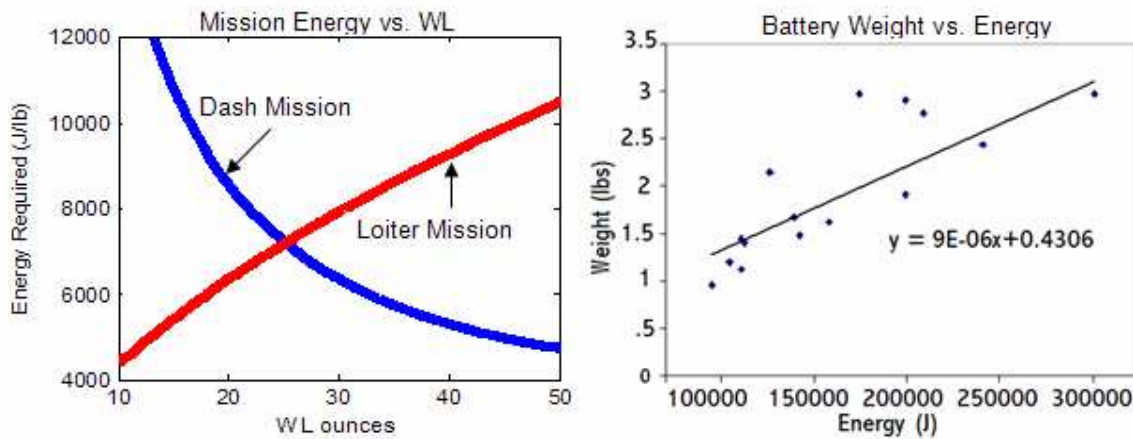 Mission Energy vs. WL
12000
10000
8000
6000
4000
Energy Required (J/lb)
Dash Mission
Loiter Mission
10 20 30 40 50
WL ounces
Battery Weight vs. Energy
3.5
3
2.5
2
1.5
1
.5
0
Weight (lbs)
y = 9E-06x+0.4306
100000 150000 200000 250000 300000
Energy (J)